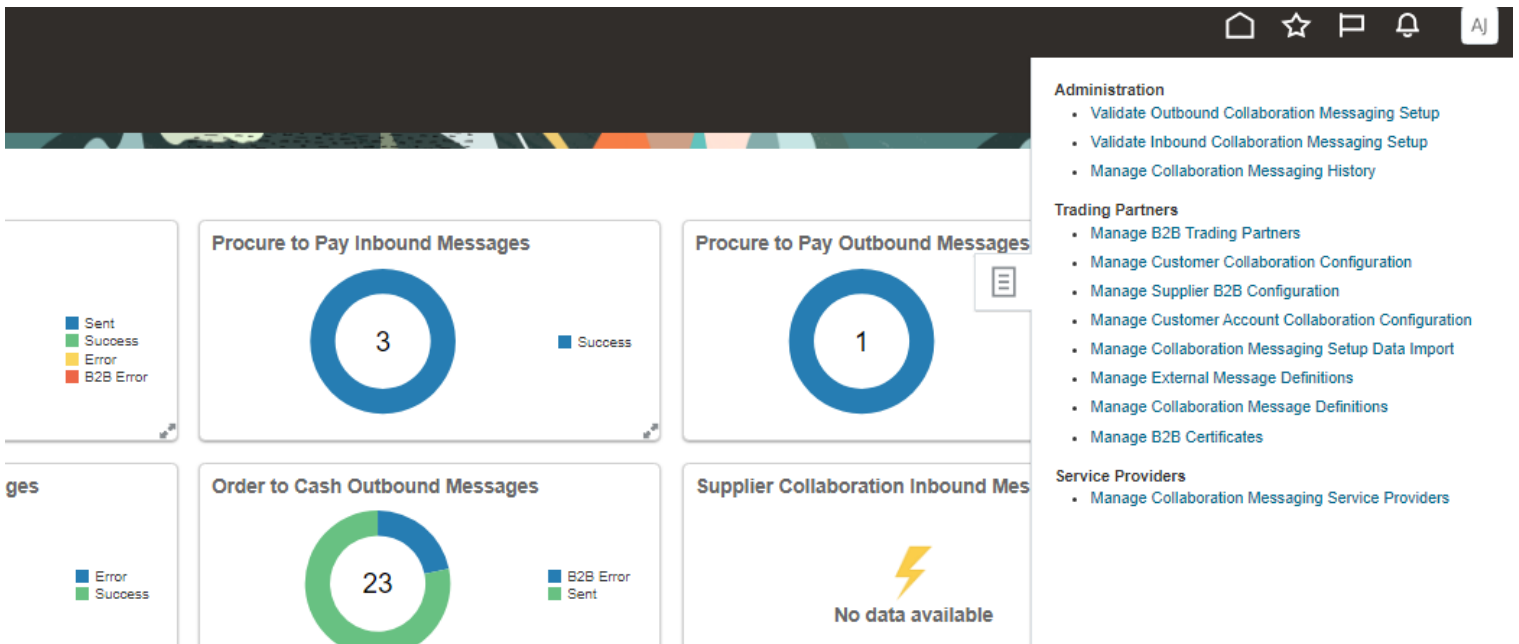 AJ
Administration
Validate Outbound Collaboration Messaging Setup
Validate Inbound Collaboration Messaging Setup
Manage Collaboration Messaging History
Trading Partners
Manage B2B Trading Partners
Manage Customer Collaboration Configuration
Manage Supplier B2B Configuration
Manage Customer Account Collaboration Configuration
Manage Collaboration Messaging Setup Data Import
Manage External Message Definitions
Manage Collaboration Message Definitions
Manage B2B Certificates
Service Providers
Manage Collaboration Messaging Service Providers
Sent
Success
Error
B2B Error
Procure to Pay Inbound Messages
3
Success
Procure to Pay Outbound Messages
1
ges
Error
Success
Order to Cash Outbound Messages
23
B2B Error
Sent
Supplier Collaboration Inbound Mes
No data available